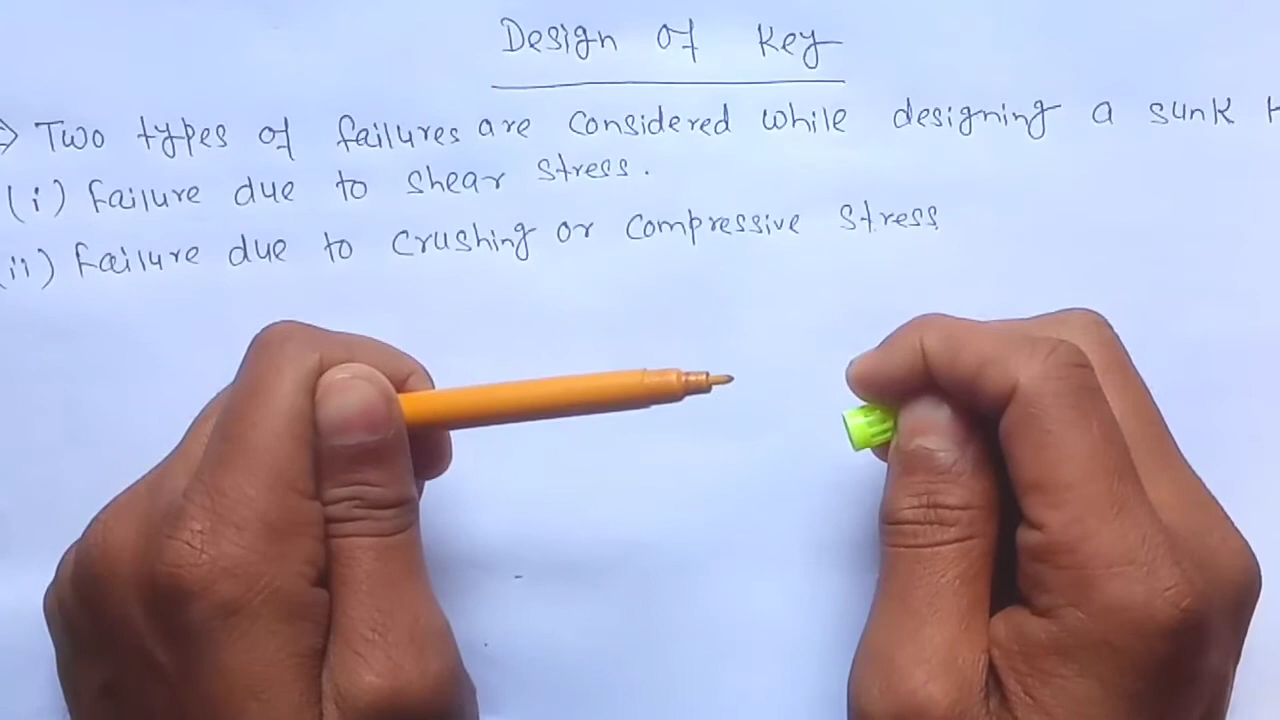 Design of Key
=> Two types of failures are considered while designing a sunk
(i) Failure due to shear stress.
(ii) Failure due to crushing or compressive stress